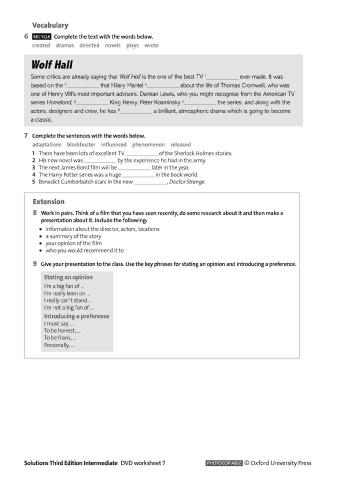 Vocabulary
6 RECYCLE Complete the text with the words below.
created dramas directed novels plays wrote
Wolf Hall
Some critics are already saying that Wolf Hall is the one of the best TV 1__________ ever made. It was
based on the 2__________ that Hilary Mantel 3__________ about the life of Thomas Cromwell, who was
one of Henry VIII's most important advisors. Damian Lewis, who you might recognise from the American TV
series Homeland, 4__________ King Henry. Peter Kosminsky 5__________ the series, and along with the
actors, designers and crew, he has 6__________ a brilliant, atmospheric drama which is going to become
a classic.
7 Complete the sentences with the words below.
adaptations blockbuster influenced phenomenon released
1 There have been lots of excellent TV __________ of the Sherlock Holmes stories.
2 His new novel was __________ by the experience he had in the army.
3 The next James Bond film will be __________ later in the year.
4 The Harry Potter series was a huge __________ in the book world.
5 Benedict Cumberbatch stars in the new __________, Doctor Strange.
Extension
8 Work in pairs. Think of a film that you have seen recently, do some research about it and then make a
presentation about it. Include the following:
• information about the director, actors, locations
• a summary of the story
• your opinion of the film
• who you would recommend it to
9 Give your presentation to the class. Use the key phrases for stating an opinion and introducing a preference.
Stating an opinion
I'm a big fan of ...
I'm really keen on ...
I really can't stand ...
I'm not a big fan of ...
Introducing a preference
I must say, ...
To be honest, ...
To be frank, ...
Personally, ...
Solutions Third Edition Intermediate DVD worksheet 7
PHOTOCOPIABLE © Oxford University Press